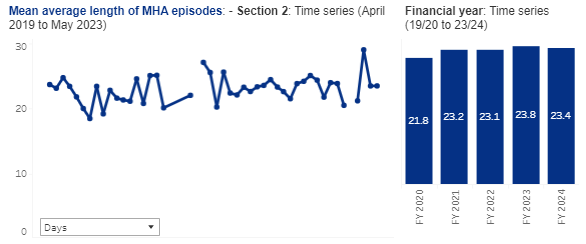 Mean average length of MHA episodes: - Section 2: Time series (April
2019 to May 2023)
Financial year: Time series
(19/20 to 23/24)
30
20
10
0
Days
21.8
23.2
23.1
23.8
23.4
FY 2020
FY 2021
FY 2022
FY 2023
FY 2024